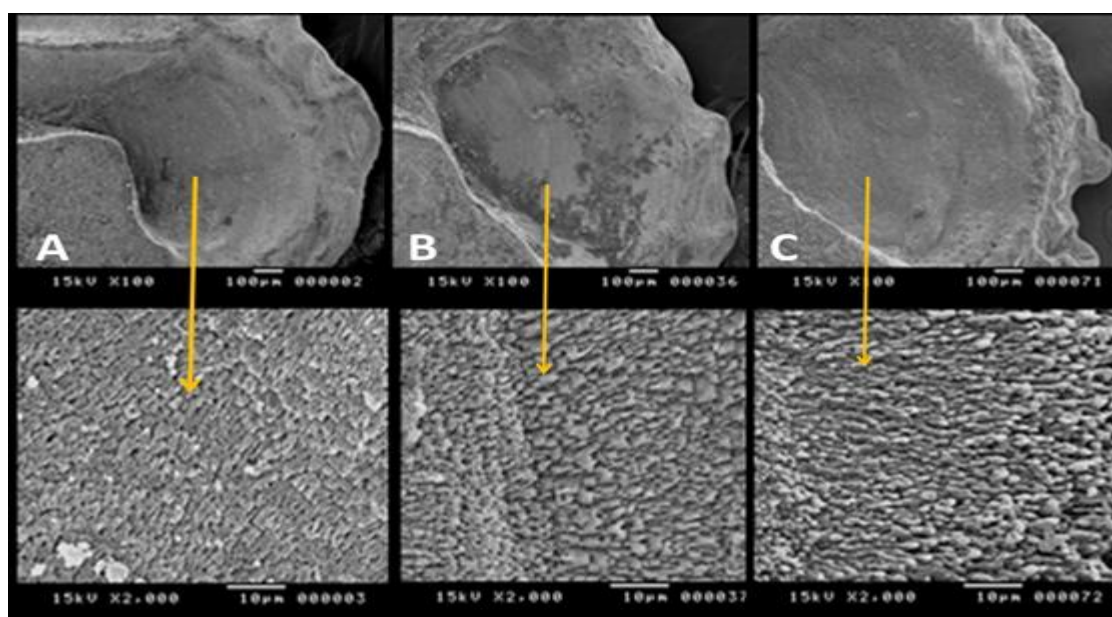 A
B
C
15kV X100 100µm 000002
15kV X100 100µm 000036
15kV X100 100µm 000071
15kV X2,000 10µm 000003
15kV X2,000 10µm 000037
15kV X2,000 10µm 000072